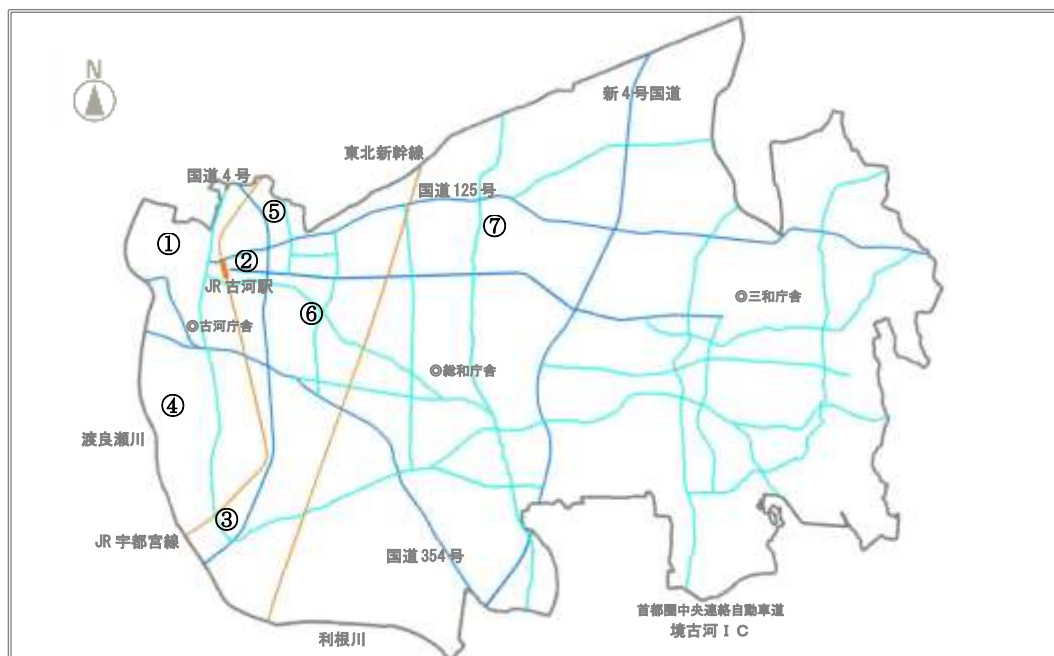 N
新4号国道
東北新幹線
国道4号
国道125号
⑤
⑦
①
②
JR古河駅
◎三和庁舎
⑥
◎古河庁舎
◎総和庁舎
④
渡良瀬川
③
JR宇都宮線
国道354号
首都圏中央連絡自動車道
境古河IC
利根川